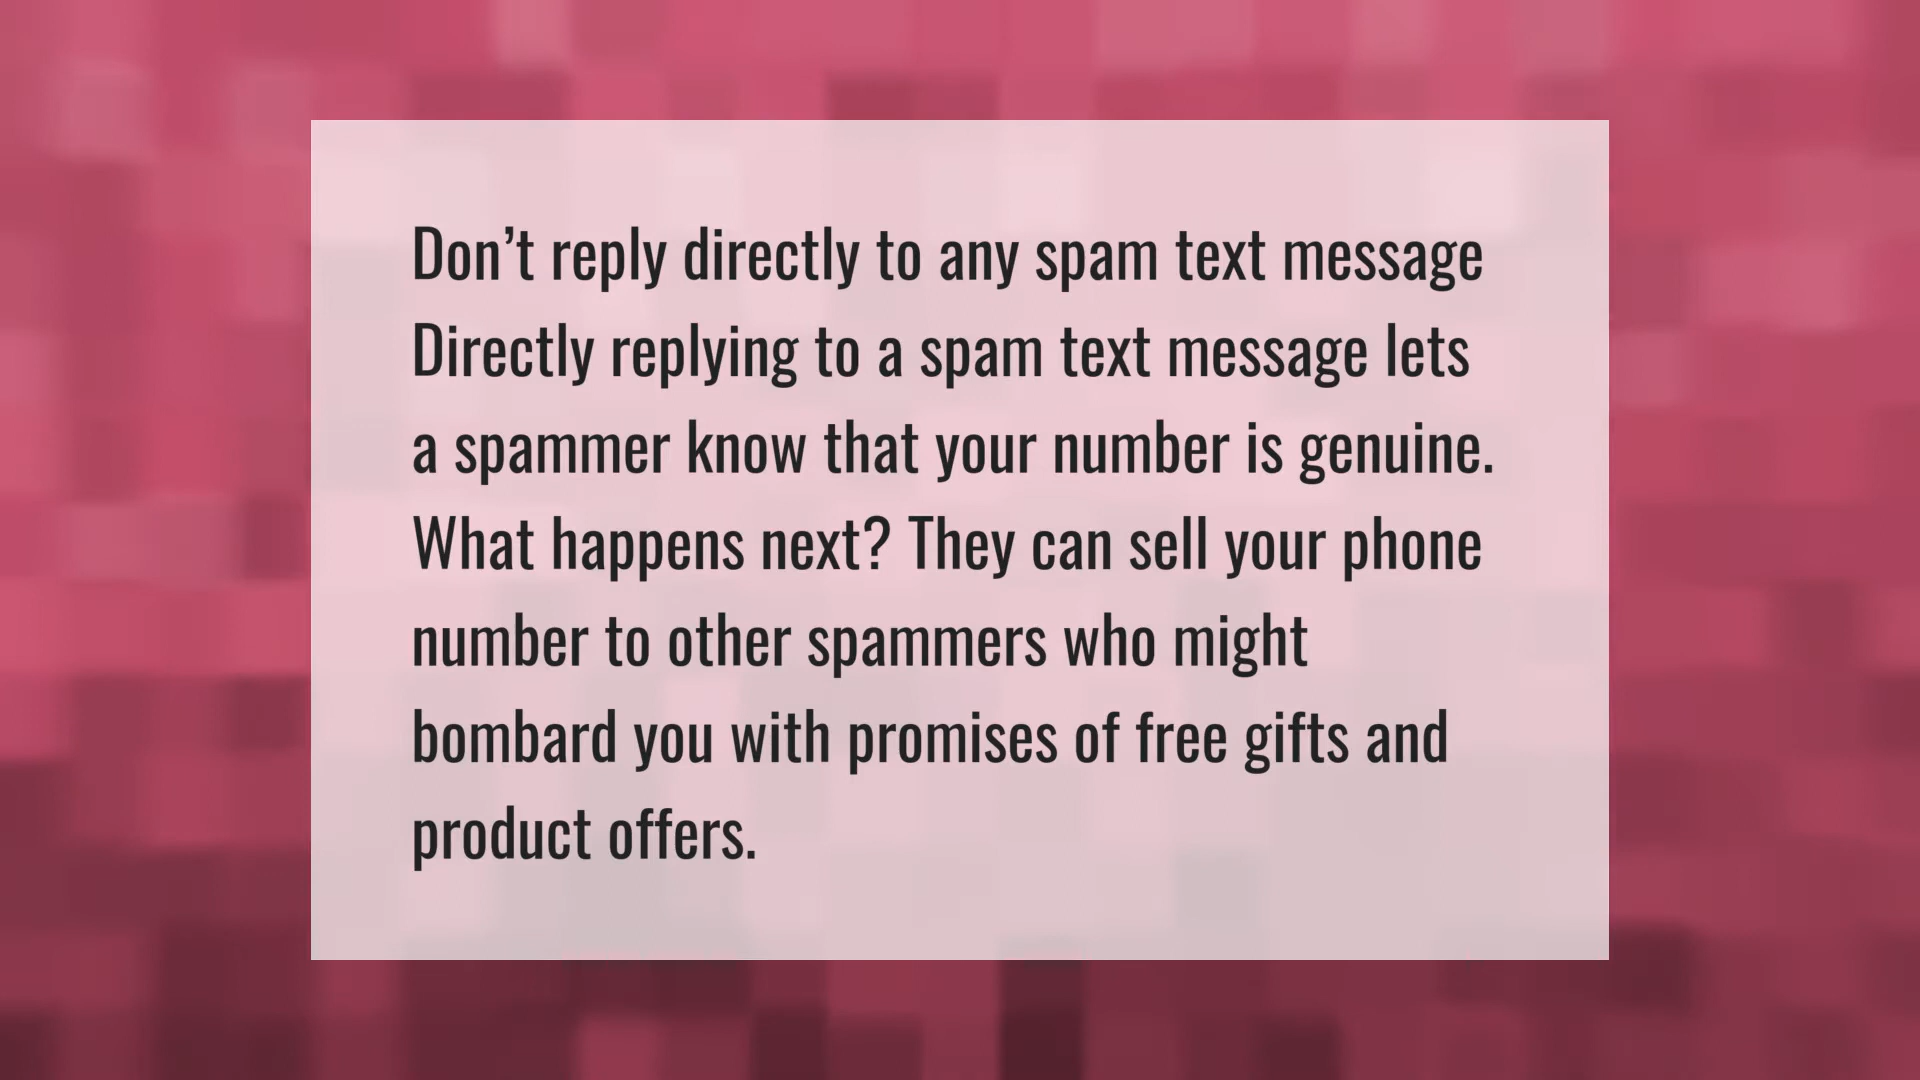 Don’t reply directly to any spam text message
Directly replying to a spam text message lets
a spammer know that your number is genuine.
What happens next? They can sell your phone
number to other spammers who might
bombard you with promises of free gifts and
product offers.